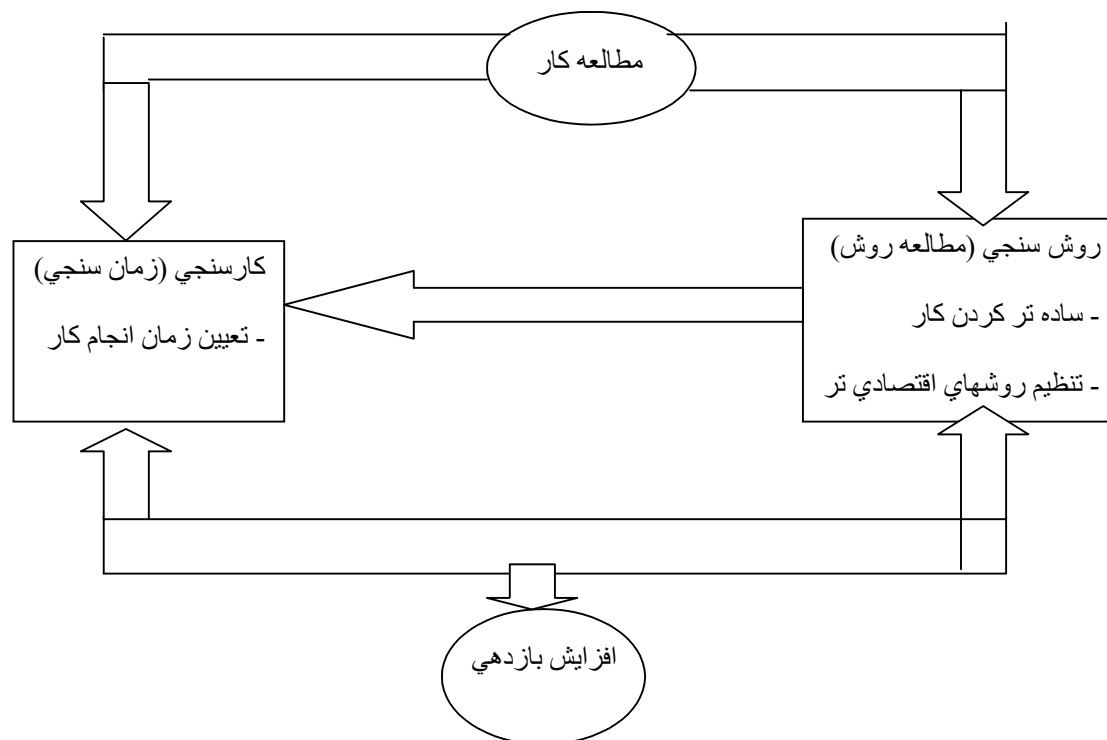 مطالعه کار
روش سنجي (مطالعه روش)
- ساده تر کردن کار
- تنظيم روشهاي اقتصادي تر
کارسنجي (زمان سنجي)
- تعيين زمان انجام کار
افزايش بازدهي